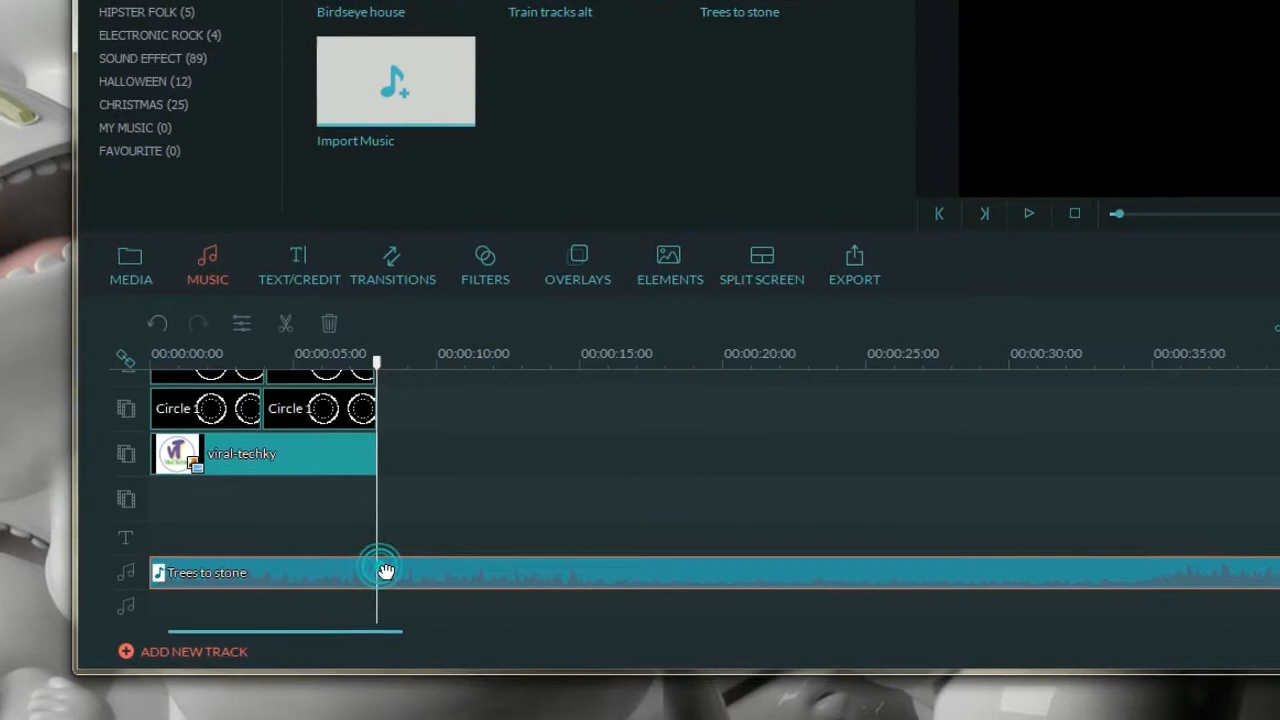 HIPSTER FOLK (5)
ELECTRONIC ROCK (4)
SOUND EFFECT (89)
HALLOWEEN (12)
CHRISTMAS (25)
MY MUSIC (0)
FAVOURITE (0)
Birdseye house
Train tracks alt
Trees to stone
Import Music
MEDIA
MUSIC
TEXT/CREDIT
TRANSITIONS
FILTERS
OVERLAYS
ELEMENTS
SPLIT SCREEN
EXPORT
00:00:00:00
00:00:05:00
00:00:10:00
00:00:15:00
00:00:20:00
00:00:25:00
00:00:30:00
00:00:35:00
Circle 1
Circle 1
VT
viral-techky
T
Trees to stone
ADD NEW TRACK